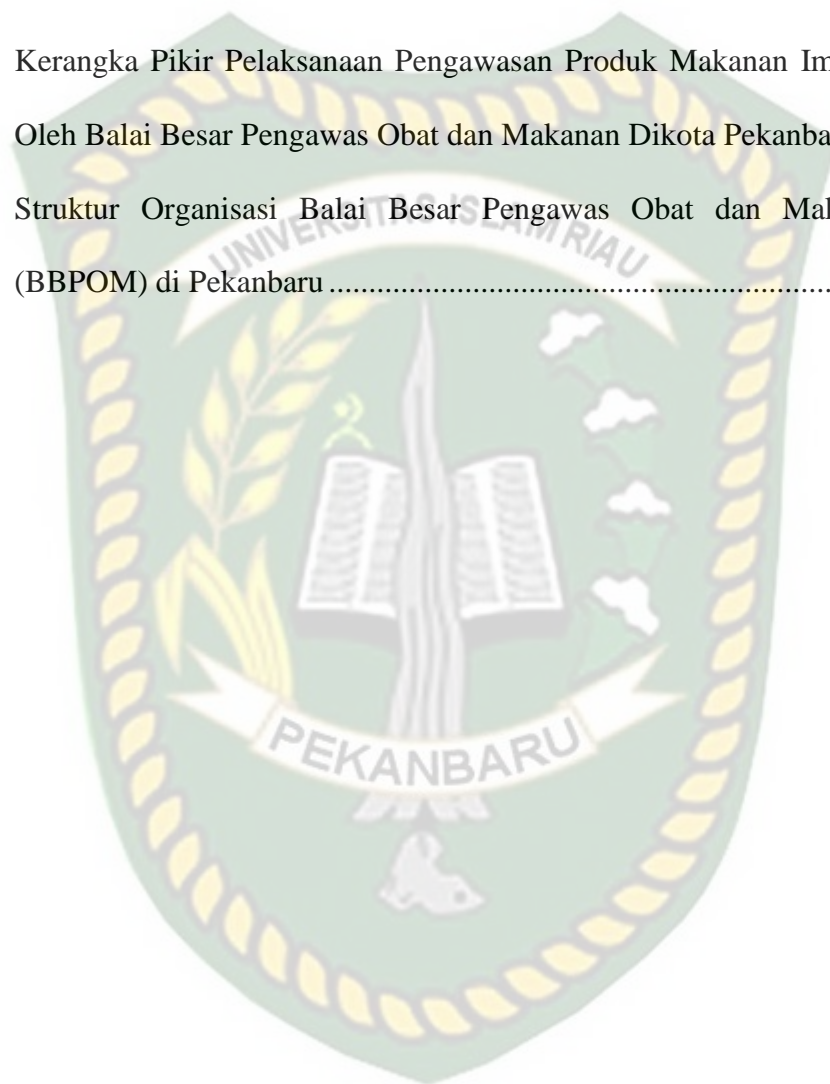 Kerangka Pikir Pelaksanaan Pengawasan Produk Makanan Im
Oleh Balai Besar Pengawas Obat dan Makanan Dikota Pekanba
Struktur Organisasi Balai Besar Pengawas Obat dan Mak
(BBPOM) di Pekanbaru ................................................................
UNIVERSITAS ISLAM RIAU
PEKANBARU